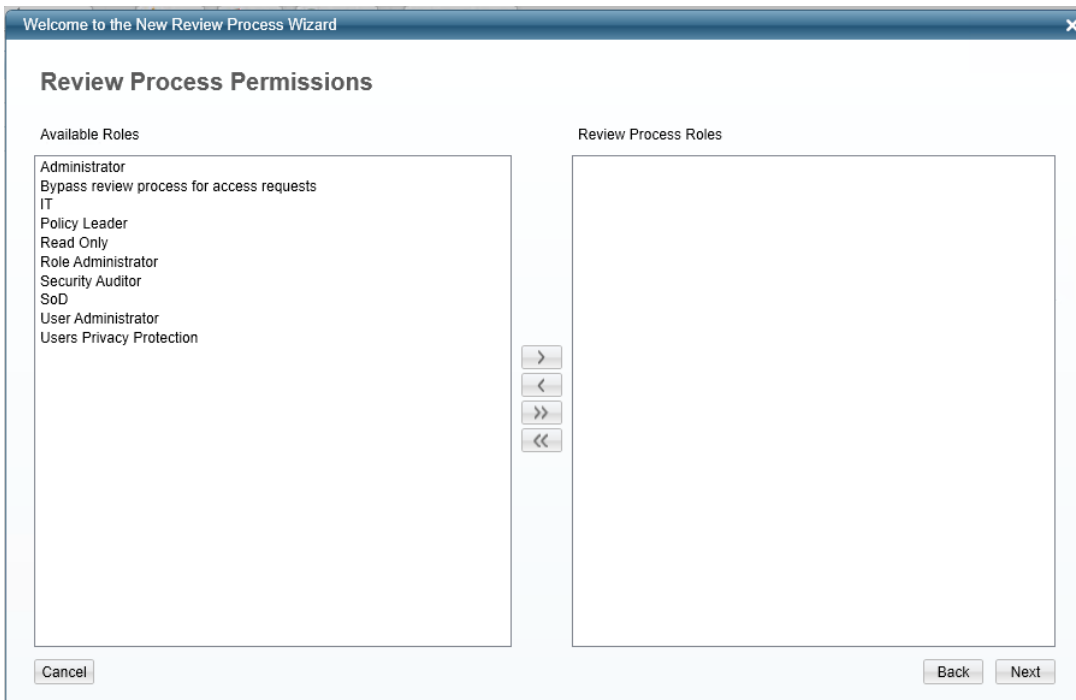 Welcome to the New Review Process Wizard
Review Process Permissions
Available Roles
Review Process Roles
Administrator
Bypass review process for access requests
IT
Policy Leader
Read Only
Role Administrator
Security Auditor
SoD
User Administrator
Users Privacy Protection
Cancel
Back
Next